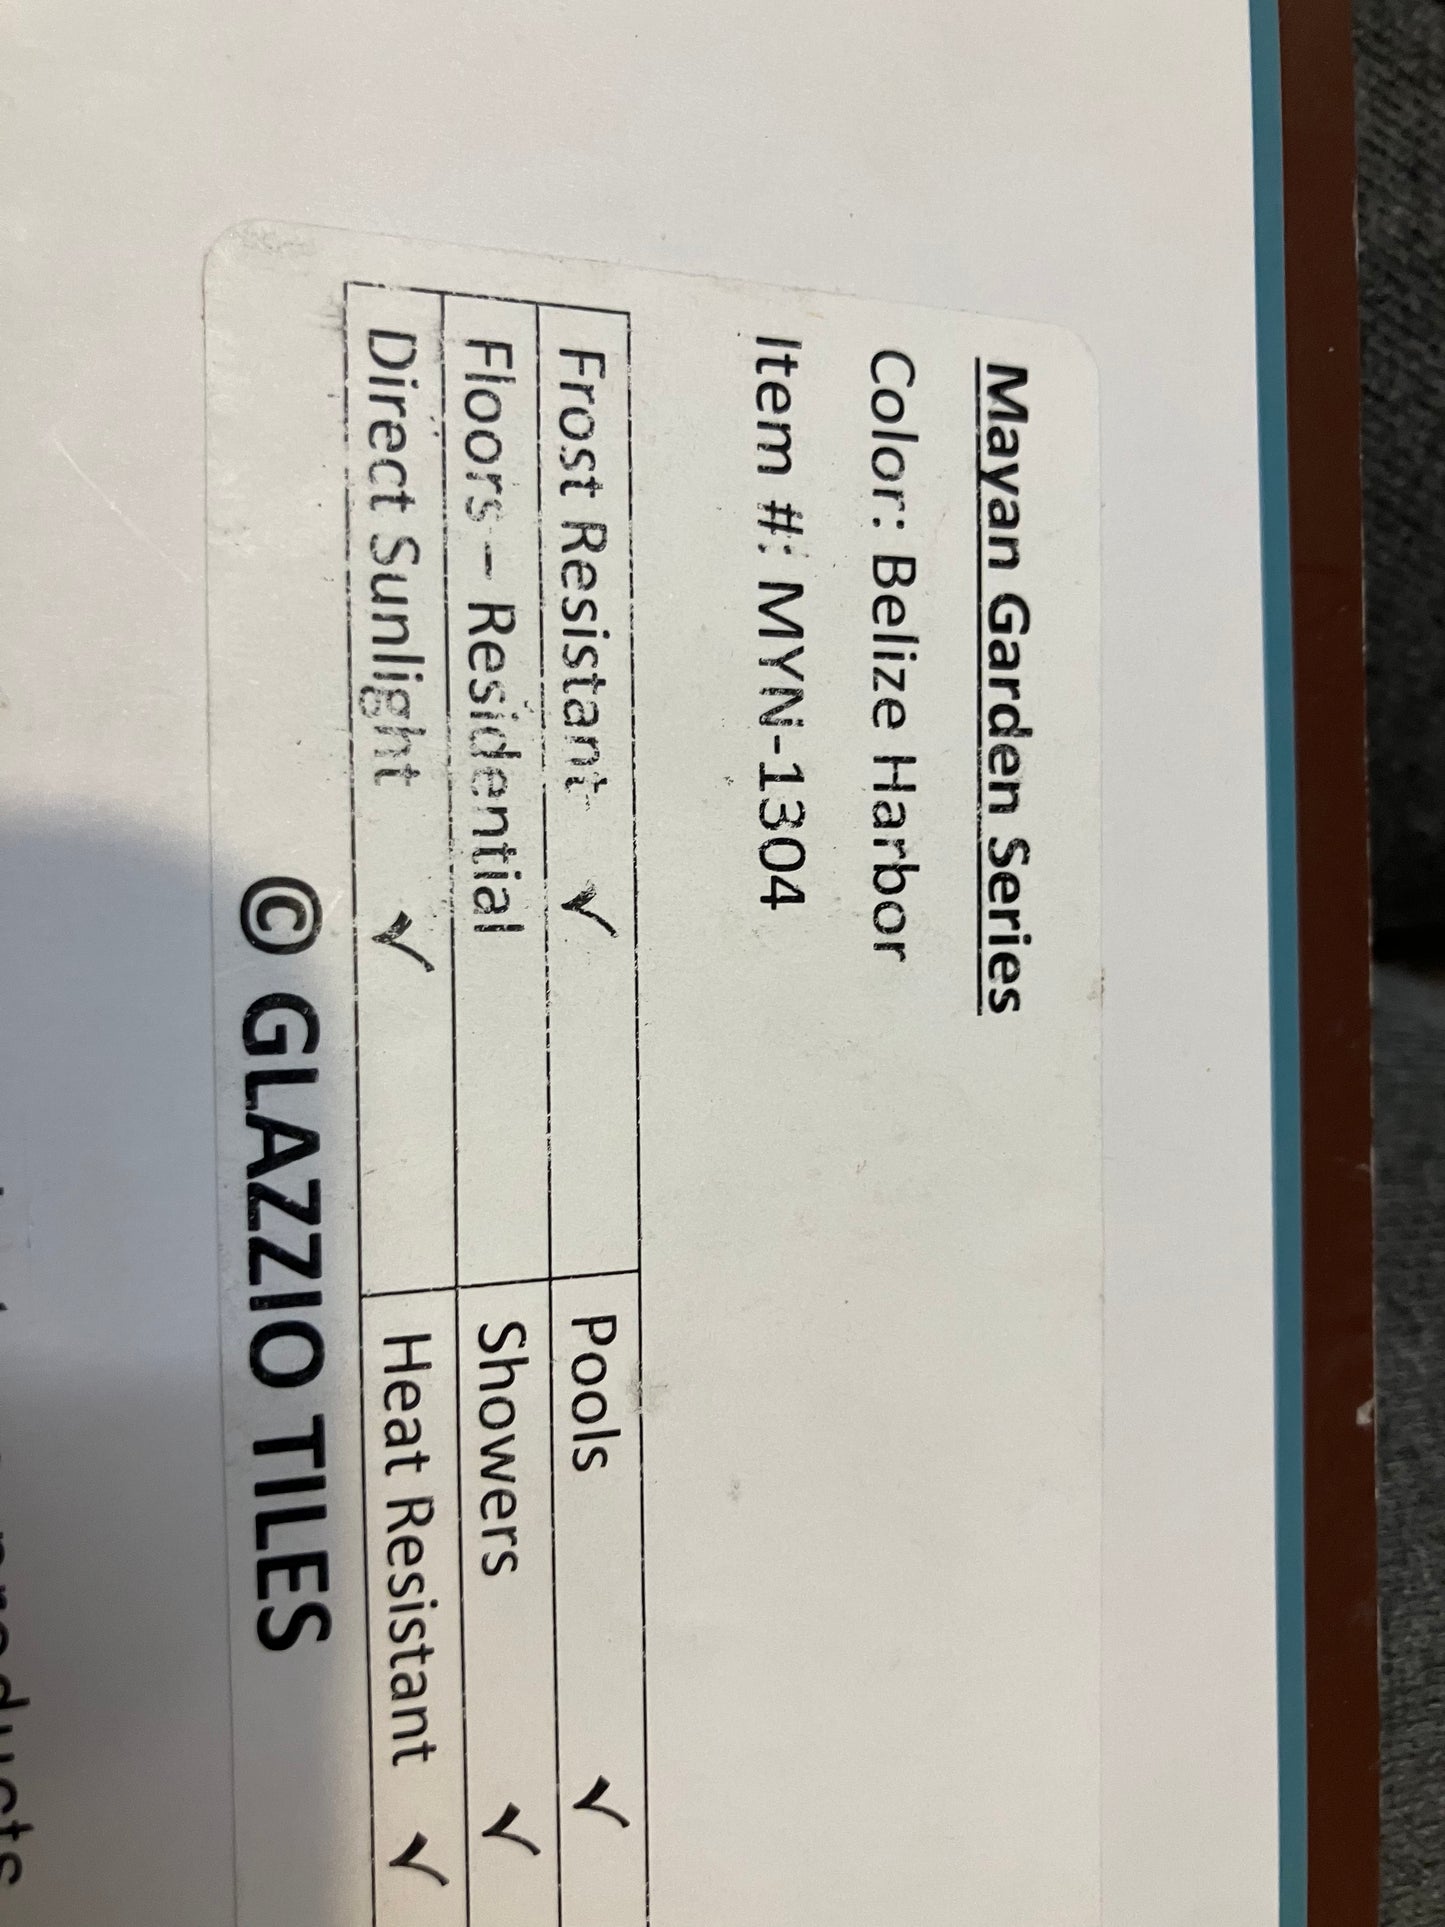 Mayan Garden Series
Color: Belize Harbor
Item #: MYN-1304
Frost Resistant ✓ Pools ✓
Floors – Residential Showers ✓
Direct Sunlight ✓ Heat Resistant ✓
© GLAZZIO TILES
products